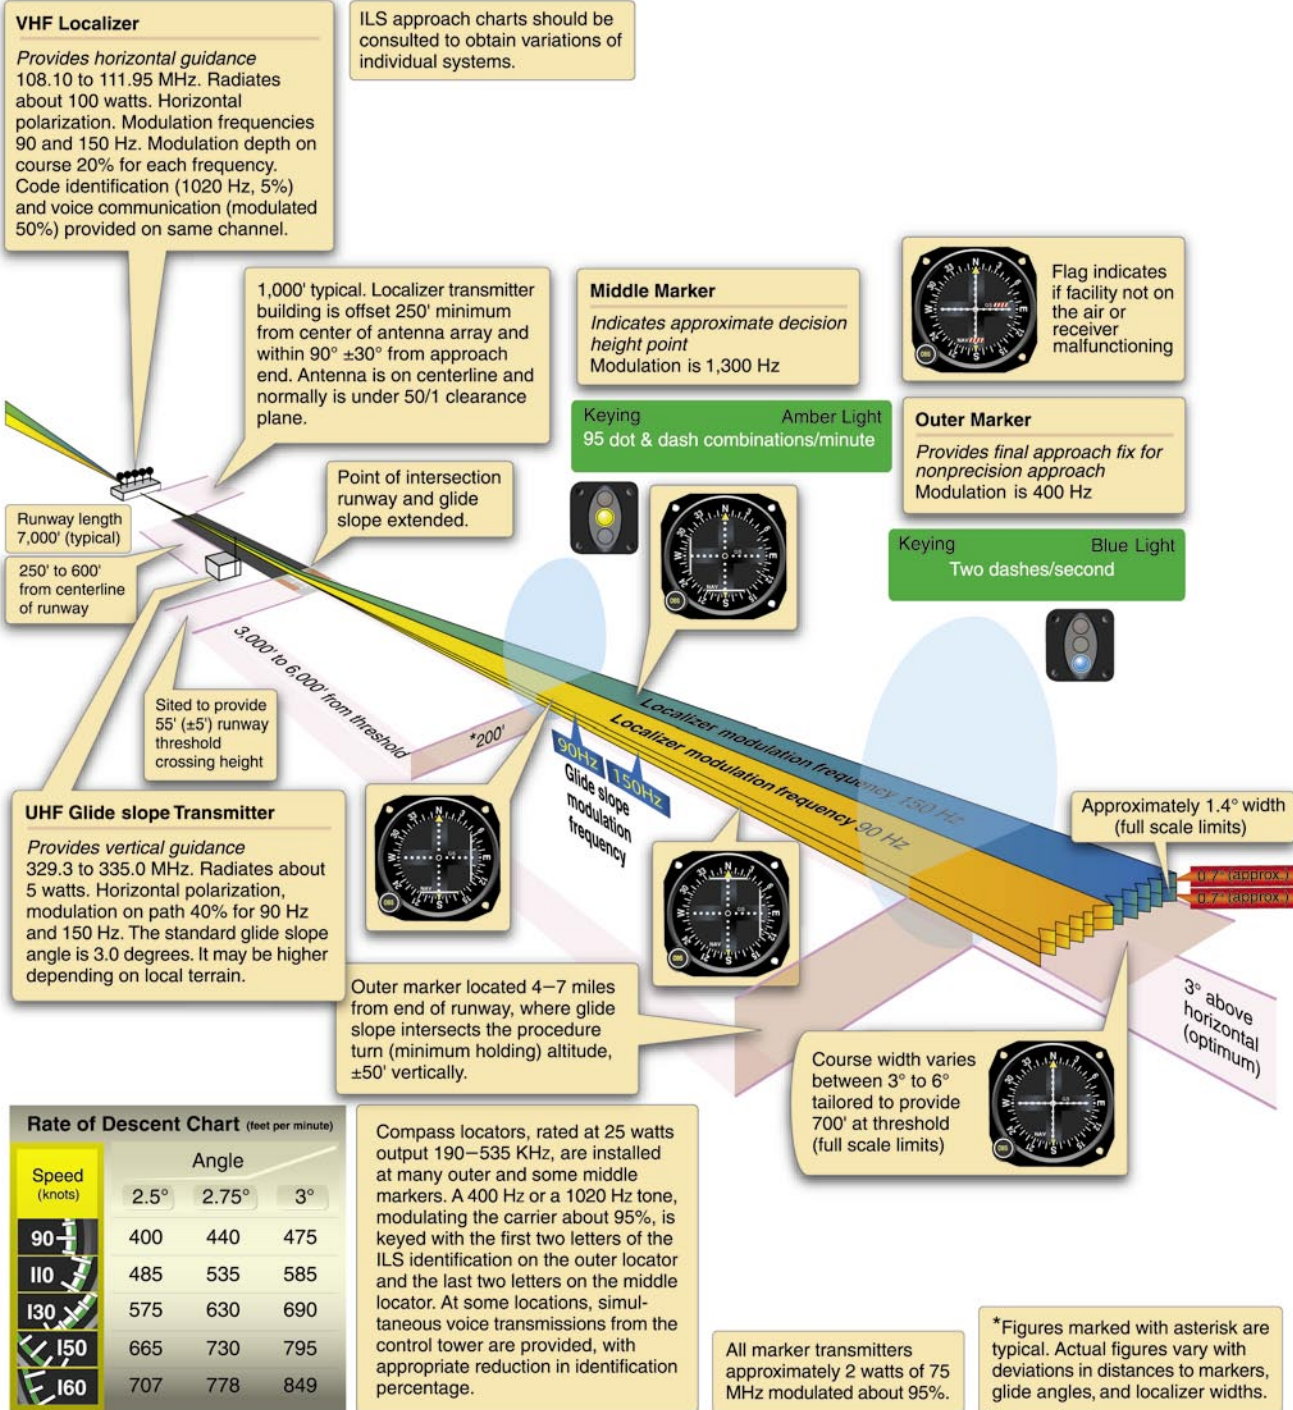 VHF Localizer
Provides horizontal guidance
108.10 to 111.95 MHz. Radiates
about 100 watts. Horizontal
polarization. Modulation frequencies
90 and 150 Hz. Modulation depth on
course 20% for each frequency.
Code identification (1020 Hz, 5%)
and voice communication (modulated
50%) provided on same channel.
ILS approach charts should be
consulted to obtain variations of
individual systems.
1,000' typical. Localizer transmitter
building is offset 250' minimum
from center of antenna array and
within 90° ±30° from approach
end. Antenna is on centerline and
normally is under 50/1 clearance
plane.
Middle Marker
Indicates approximate decision
height point
Modulation is 1,300 Hz
Keying Amber Light
95 dot & dash combinations/minute
Flag indicates
if facility not on
the air or
receiver
malfunctioning
Outer Marker
Provides final approach fix for
nonprecision approach
Modulation is 400 Hz
Keying Blue Light
Two dashes/second
Point of intersection
runway and glide
slope extended.
Runway length
7,000' (typical)
250' to 600'
from centerline
of runway
Sited to provide
55' (±5') runway
threshold
crossing height
3,000' to 6,000' from threshold
*200'
Localizer modulation frequency 150 Hz
Localizer modulation frequency 90 Hz
90Hz
150Hz
Glide slope
modulation
frequency
UHF Glide slope Transmitter
Provides vertical guidance
329.3 to 335.0 MHz. Radiates about
5 watts. Horizontal polarization,
modulation on path 40% for 90 Hz
and 150 Hz. The standard glide slope
angle is 3.0 degrees. It may be higher
depending on local terrain.
Approximately 1.4° width
(full scale limits)
0.7° (approx.)
0.7° (approx.)
Outer marker located 4–7 miles
from end of runway, where glide
slope intersects the procedure
turn (minimum holding) altitude,
±50' vertically.
3° above
horizontal
(optimum)
Course width varies
between 3° to 6°
tailored to provide
700' at threshold
(full scale limits)
Rate of Descent Chart (feet per minute)
Speed
(knots)
Angle
2.5° 2.75° 3°
90 400 440 475
110 485 535 585
130 575 630 690
150 665 730 795
160 707 778 849
Compass locators, rated at 25 watts
output 190–535 KHz, are installed
at many outer and some middle
markers. A 400 Hz or a 1020 Hz tone,
modulating the carrier about 95%, is
keyed with the first two letters of the
ILS identification on the outer locator
and the last two letters on the middle
locator. At some locations, simul-
taneous voice transmissions from the
control tower are provided, with
appropriate reduction in identification
percentage.
All marker transmitters
approximately 2 watts of 75
MHz modulated about 95%.
*Figures marked with asterisk are
typical. Actual figures vary with
deviations in distances to markers,
glide angles, and localizer widths.